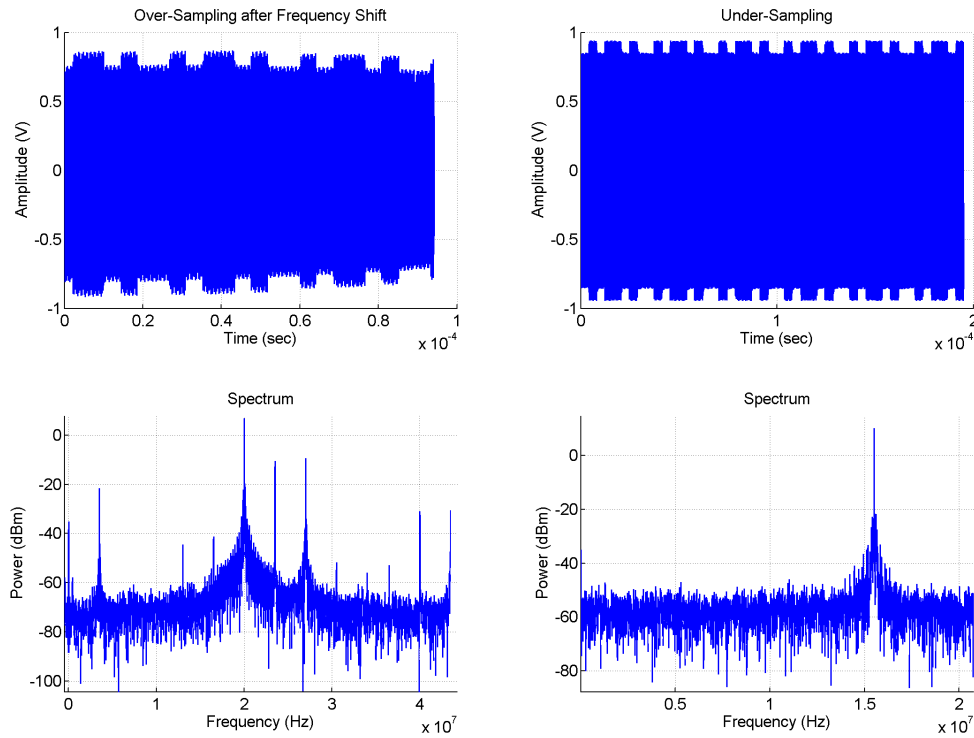 Over-Sampling after Frequency Shift
1
0.5
0
-0.5
-1
Amplitude (V)
0 0.2 0.4 0.6 0.8 1
Time (sec)
x 10-4
Under-Sampling
1
0.5
0
-0.5
-1
Amplitude (V)
0 1 2
Time (sec)
x 10-4
Spectrum
0
-20
-40
-60
-80
-100
Power (dBm)
0 1 2 3 4
Frequency (Hz)
x 10^7
Spectrum
0
-20
-40
-60
-80
Power (dBm)
0.5 1 1.5 2
Frequency (Hz)
x 10^7